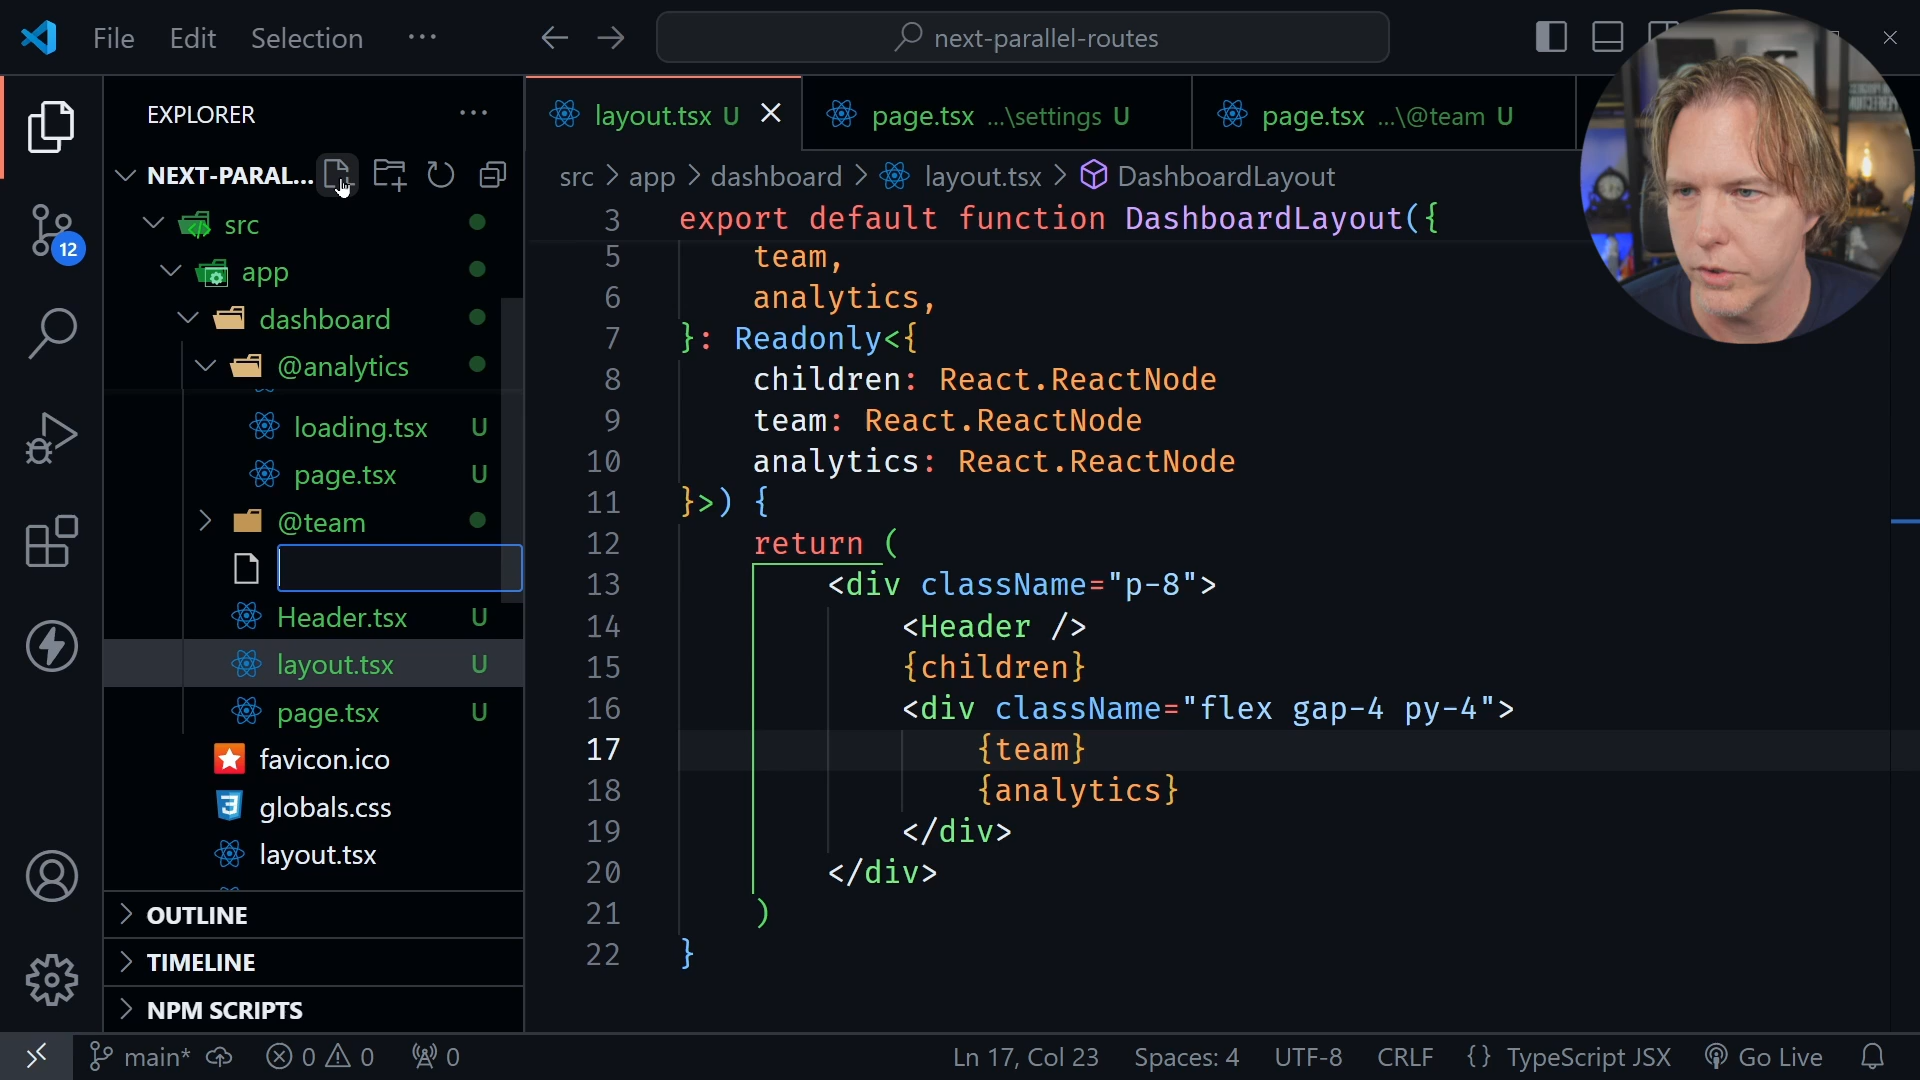 File Edit Selection ...
next-parallel-routes
EXPLORER
NEXT-PARAL...
src
app
dashboard
@analytics
loading.tsx U
page.tsx U
@team
Header.tsx U
layout.tsx U
page.tsx U
favicon.ico
globals.css
layout.tsx
OUTLINE
TIMELINE
NPM SCRIPTS
12
layout.tsx U
page.tsx ...\settings U
page.tsx ...\@team U
src > app > dashboard > layout.tsx > DashboardLayout
3 export default function DashboardLayout({
5 team,
6 analytics,
7 }: Readonly<{
8 children: React.ReactNode
9 team: React.ReactNode
10 analytics: React.ReactNode
11 }>) {
12 return (
13 <div className="p-8">
14 <Header />
15 {children}
16 <div className="flex gap-4 py-4">
17 {team}
18 {analytics}
19 </div>
20 </div>
21 )
22 }
main* 0 0 0
Ln 17, Col 23 Spaces: 4 UTF-8 CRLF {} TypeScript JSX Go Live